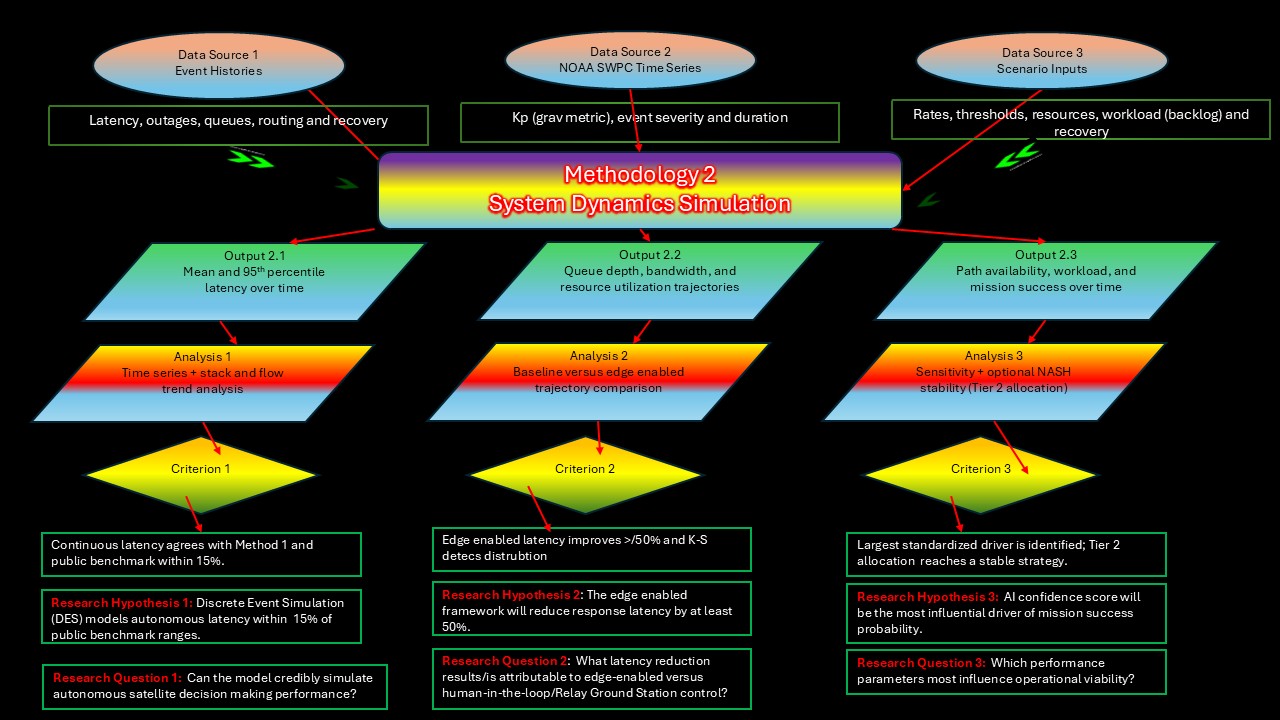 Data Source 1
Event Histories
Data Source 2
NOAA SWPC Time Series
Data Source 3
Scenario Inputs
Latency, outages, queues, routing and recovery
Kp (grav metric), event severity and duration
Rates, thresholds, resources, workload (backlog) and
recovery
Methodology 2
System Dynamics Simulation
Output 2.1
Mean and 95th percentile
latency over time
Output 2.2
Queue depth, bandwidth, and
resource utilization trajectories
Output 2.3
Path availability, workload, and
mission success over time
Analysis 1
Time series + stack and flow
trend analysis
Analysis 2
Baseline versus edge enabled
trajectory comparison
Analysis 3
Sensitivity + optional NASH
stability (Tier 2 allocation)
Criterion 1
Criterion 2
Criterion 3
Continuous latency agrees with Method 1 and
public benchmark within 15%.
Edge enabled latency improves >/50% and K-S
detecs distrubtion
Largest standardized driver is identified; Tier 2
allocation reaches a stable strategy.
Research Hypothesis 1: Discrete Event Simulation
(DES) models autonomous latency within 15% of
public benchmark ranges.
Research Hypothesis 2: The edge enabled
framework will reduce response latency by at least
50%.
Research Hypothesis 3: AI confidence score will
be the most influential driver of mission success
probability.
Research Question 1: Can the model credibly simulate
autonomous satellite decision making performance?
Research Question 2: What latency reduction
results/is attributable to edge-enabled versus
human-in-the-loop/Relay Ground Station control?
Research Question 3: Which performance
parameters most influence operational viability?